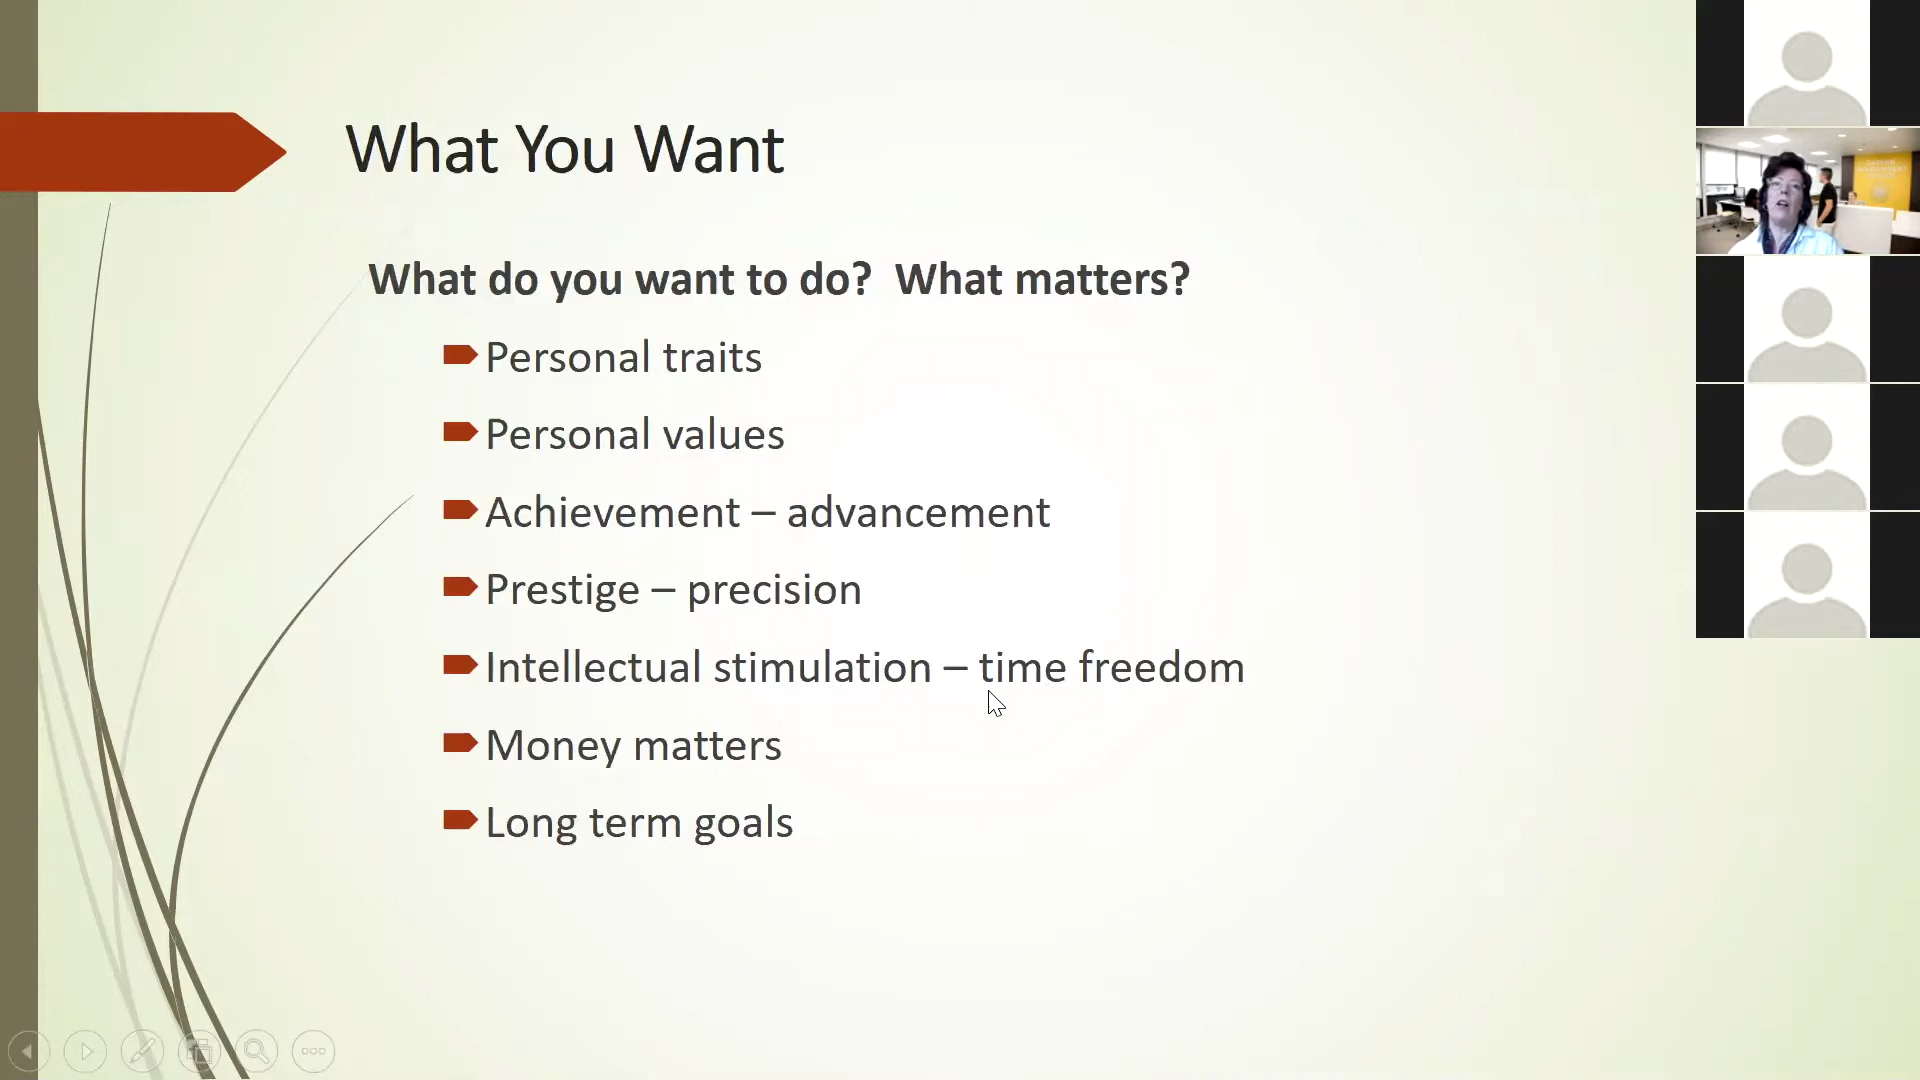 What You Want
What do you want to do?  What matters?
Personal traits
Personal values
Achievement – advancement
Prestige – precision
Intellectual stimulation – time freedom
Money matters
Long term goals